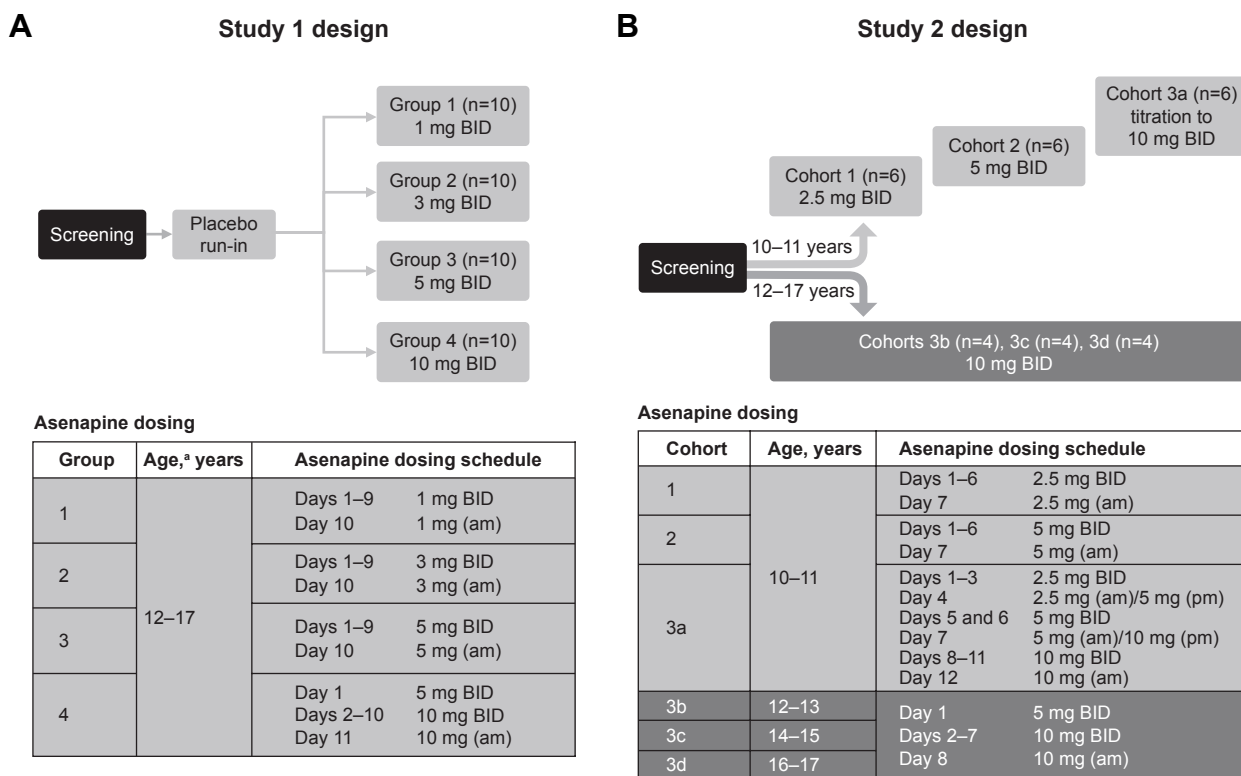 A
Study 1 design
Screening
Placebo
run-in
Group 1 (n=10)
1 mg BID
Group 2 (n=10)
3 mg BID
Group 3 (n=10)
5 mg BID
Group 4 (n=10)
10 mg BID
Asenapine dosing
Group Age,ᵃ years Asenapine dosing schedule
1
Days 1–9 1 mg BID
Day 10 1 mg (am)
2
Days 1–9 3 mg BID
Day 10 3 mg (am)
12–17
3
Days 1–9 5 mg BID
Day 10 5 mg (am)
4
Day 1 5 mg BID
Days 2–10 10 mg BID
Day 11 10 mg (am)
B
Study 2 design
Screening
10–11 years
12–17 years
Cohort 1 (n=6)
2.5 mg BID
Cohort 2 (n=6)
5 mg BID
Cohort 3a (n=6)
titration to
10 mg BID
Cohorts 3b (n=4), 3c (n=4), 3d (n=4)
10 mg BID
Asenapine dosing
Cohort Age, years Asenapine dosing schedule
1
Days 1–6 2.5 mg BID
Day 7 2.5 mg (am)
2
Days 1–6 5 mg BID
Day 7 5 mg (am)
10–11
3a
Days 1–3 2.5 mg BID
Day 4 2.5 mg (am)/5 mg (pm)
Days 5 and 6 5 mg BID
Day 7 5 mg (am)/10 mg (pm)
Days 8–11 10 mg BID
Day 12 10 mg (am)
3b 12–13
3c 14–15
3d 16–17
Day 1 5 mg BID
Days 2–7 10 mg BID
Day 8 10 mg (am)